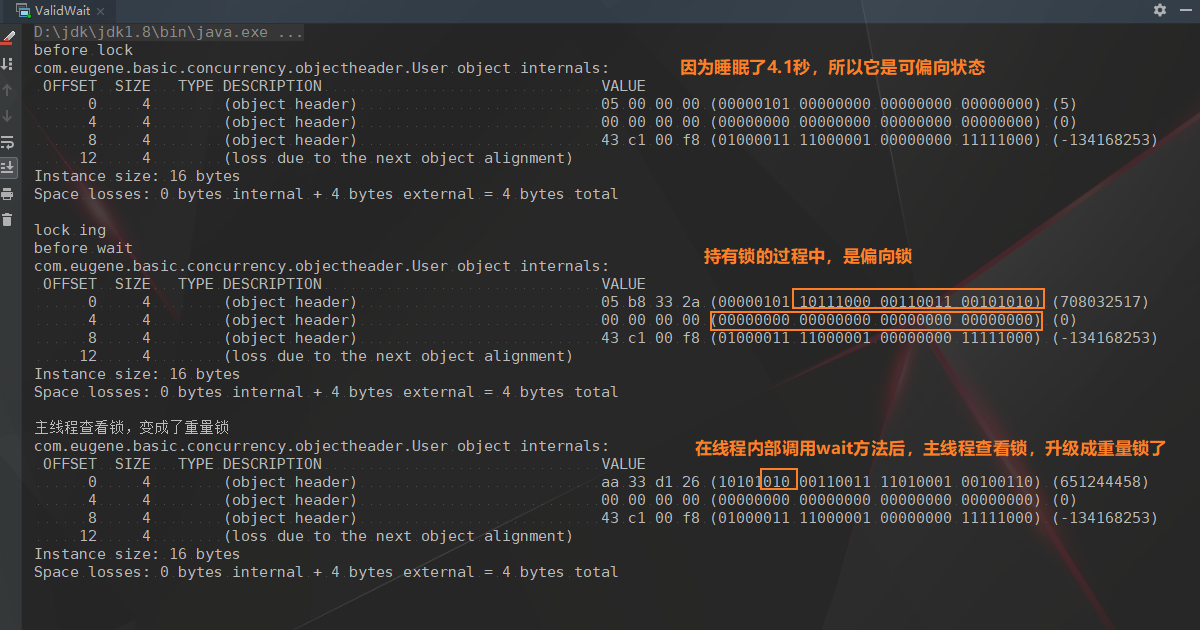 ValidWait
D:\jdk\jdk1.8\bin\java.exe ...
before lock
com.eugene.basic.concurrency.objectheader.User object internals:
因为睡眠了4.1秒，所以它是可偏向状态
OFFSET SIZE TYPE DESCRIPTION VALUE
0 4 (object header) 05 00 00 00 (00000101 00000000 00000000 00000000) (5)
4 4 (object header) 00 00 00 00 (00000000 00000000 00000000 00000000) (0)
8 4 (object header) 43 c1 00 f8 (01000011 11000001 00000000 11111000) (-134168253)
12 4 (loss due to the next object alignment)
Instance size: 16 bytes
Space losses: 0 bytes internal + 4 bytes external = 4 bytes total
lock ing
before wait
持有锁的过程中，是偏向锁
com.eugene.basic.concurrency.objectheader.User object internals:
OFFSET SIZE TYPE DESCRIPTION VALUE
0 4 (object header) 05 b8 33 2a (00000101 10111000 00110011 00101010) (708032517)
4 4 (object header) 00 00 00 00 (00000000 00000000 00000000 00000000) (0)
8 4 (object header) 43 c1 00 f8 (01000011 11000001 00000000 11111000) (-134168253)
12 4 (loss due to the next object alignment)
Instance size: 16 bytes
Space losses: 0 bytes internal + 4 bytes external = 4 bytes total
主线程查看锁，变成了重量锁
com.eugene.basic.concurrency.objectheader.User object internals:
在线程内部调用wait方法后，主线程查看锁，升级成重量锁了
OFFSET SIZE TYPE DESCRIPTION VALUE
0 4 (object header) aa 33 d1 26 (10101010 00110011 11010001 00100110) (651244458)
4 4 (object header) 00 00 00 00 (00000000 00000000 00000000 00000000) (0)
8 4 (object header) 43 c1 00 f8 (01000011 11000001 00000000 11111000) (-134168253)
12 4 (loss due to the next object alignment)
Instance size: 16 bytes
Space losses: 0 bytes internal + 4 bytes external = 4 bytes total